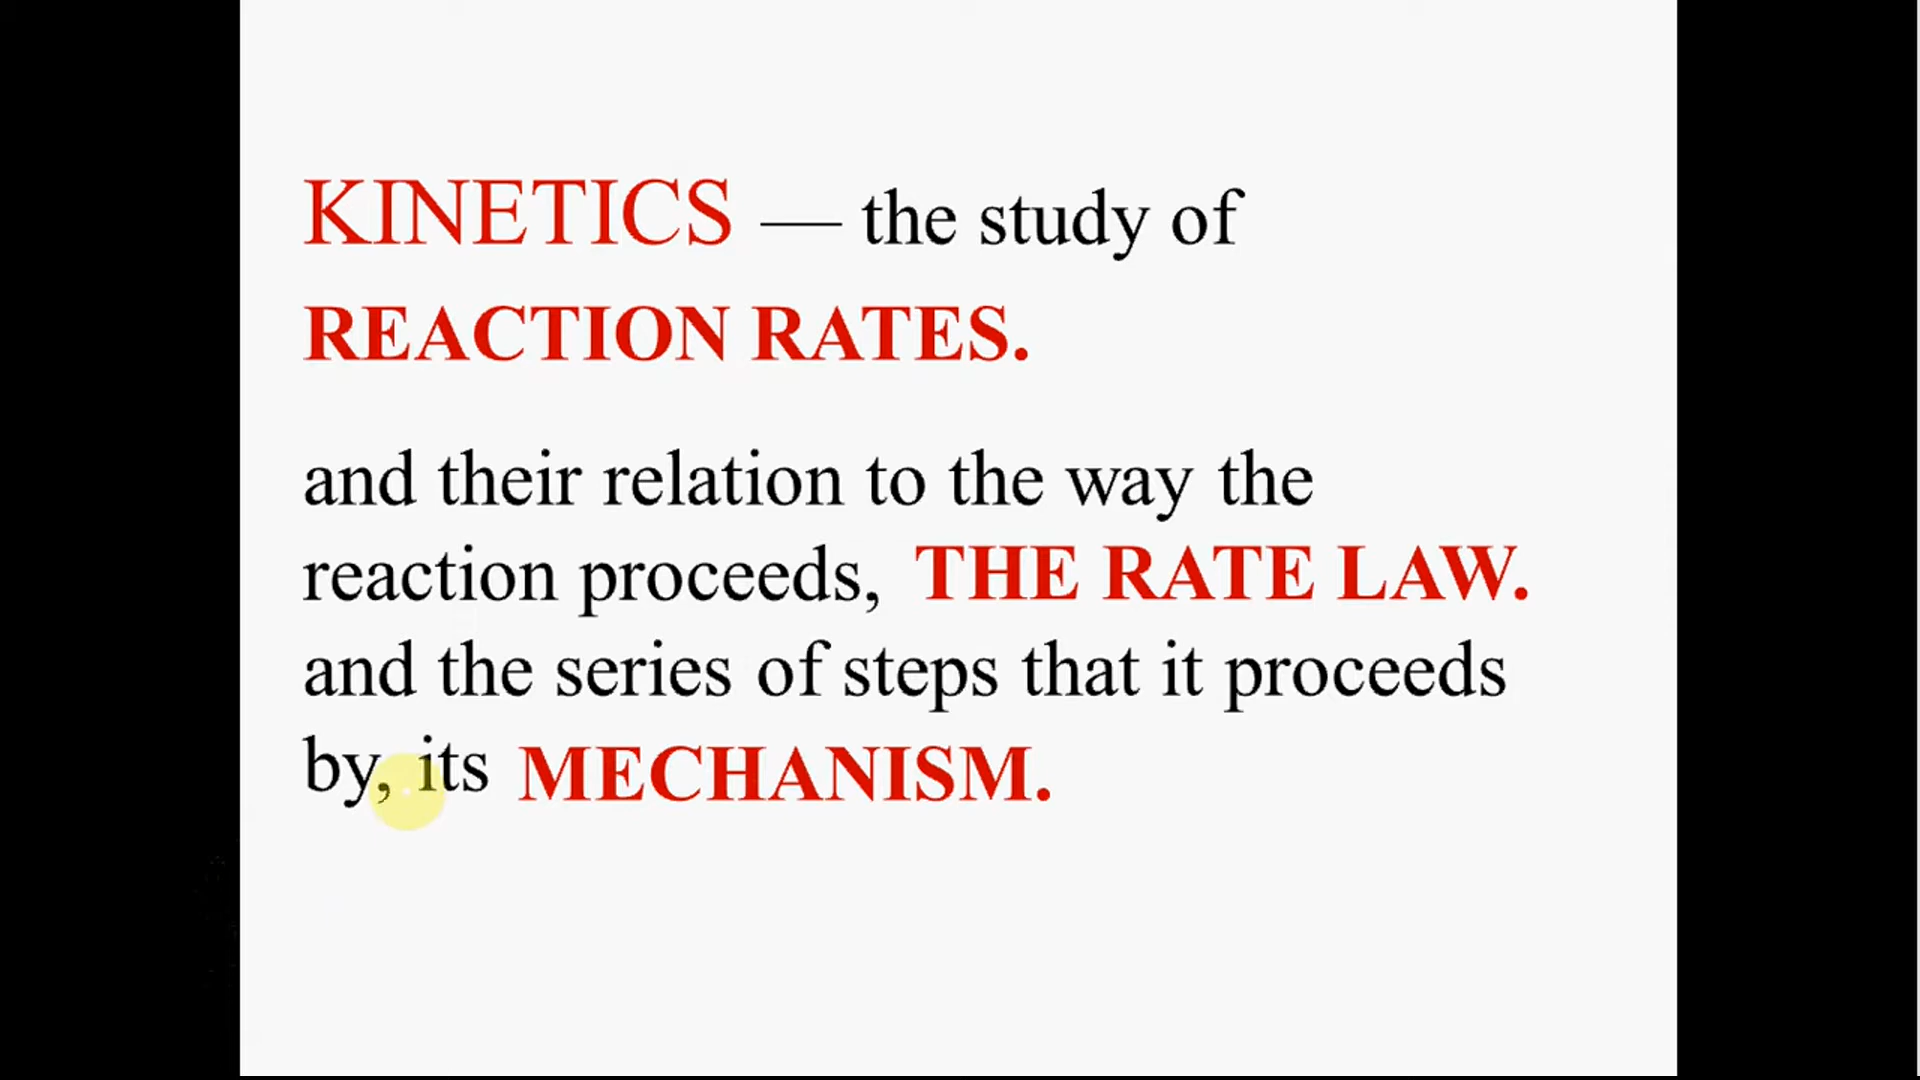 KINETICS — the study of
REACTION RATES.
and their relation to the way the
reaction proceeds, THE RATE LAW.
and the series of steps that it proceeds
by, its MECHANISM.